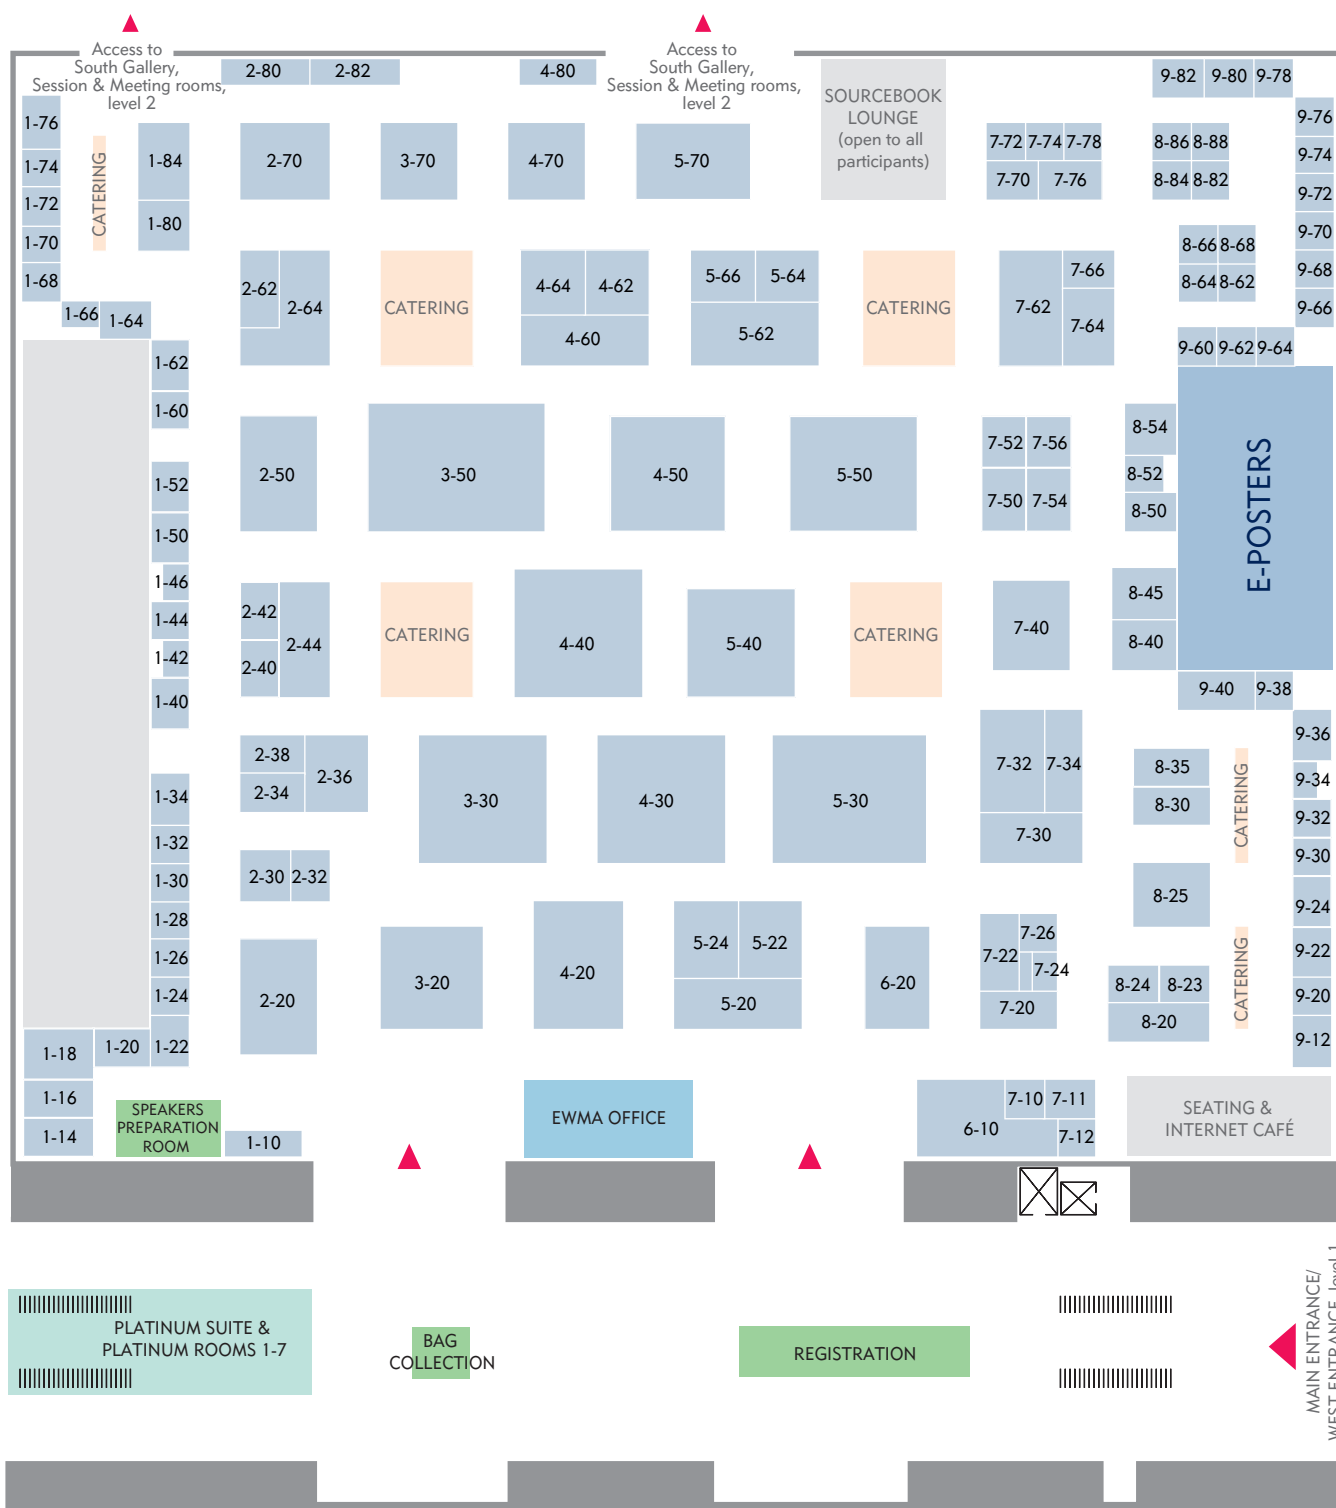 Access to
South Gallery,
Session & Meeting rooms,
level 2
Access to
South Gallery,
Session & Meeting rooms,
level 2
2-80 2-82 4-80
SOURCEBOOK
LOUNGE
(open to all
participants)
9-82 9-80 9-78
1-76
1-74
1-72
1-70
1-68
CATERING
1-84
1-80
2-70 3-70 4-70 5-70
7-72 7-74 7-78
7-70 7-76
8-86 8-88
8-84 8-82
9-76
9-74
9-72
9-70
9-68
9-66
1-66 1-64
2-62 2-64
CATERING
4-64 4-62
4-60
5-66 5-64
5-62
CATERING
7-62
7-66
7-64
8-66 8-68
8-64 8-62
9-60 9-62 9-64
1-62
1-60
1-52
1-50
1-46
1-44
1-42
1-40
2-50 3-50 4-50 5-50
7-52 7-56
7-50 7-54
8-54
8-52
8-50
E-POSTERS
2-42
2-40
2-44
CATERING
4-40 5-40
CATERING
7-40
8-45
8-40
9-40 9-38
1-34
1-32
1-30
1-28
1-26
1-24
1-22
2-38
2-34
2-36
3-30 4-30 5-30
7-32 7-34
7-30
8-35
8-30
CATERING
9-36
9-34
9-32
9-30
9-24
9-22
9-20
9-12
2-30 2-32
8-25
2-20 3-20 4-20
5-24 5-22
5-20
6-20
7-22
7-26
7-24
7-20
8-24 8-23
8-20
CATERING
1-18 1-20
1-16
1-14
SPEAKERS
PREPARATION
ROOM
1-10
EWMA OFFICE
6-10
7-10 7-11
7-12
SEATING &
INTERNET CAFÉ
PLATINUM SUITE &
PLATINUM ROOMS 1-7
BAG
COLLECTION
REGISTRATION
MAIN ENTRANCE/
WEST ENTRANCE, level 1